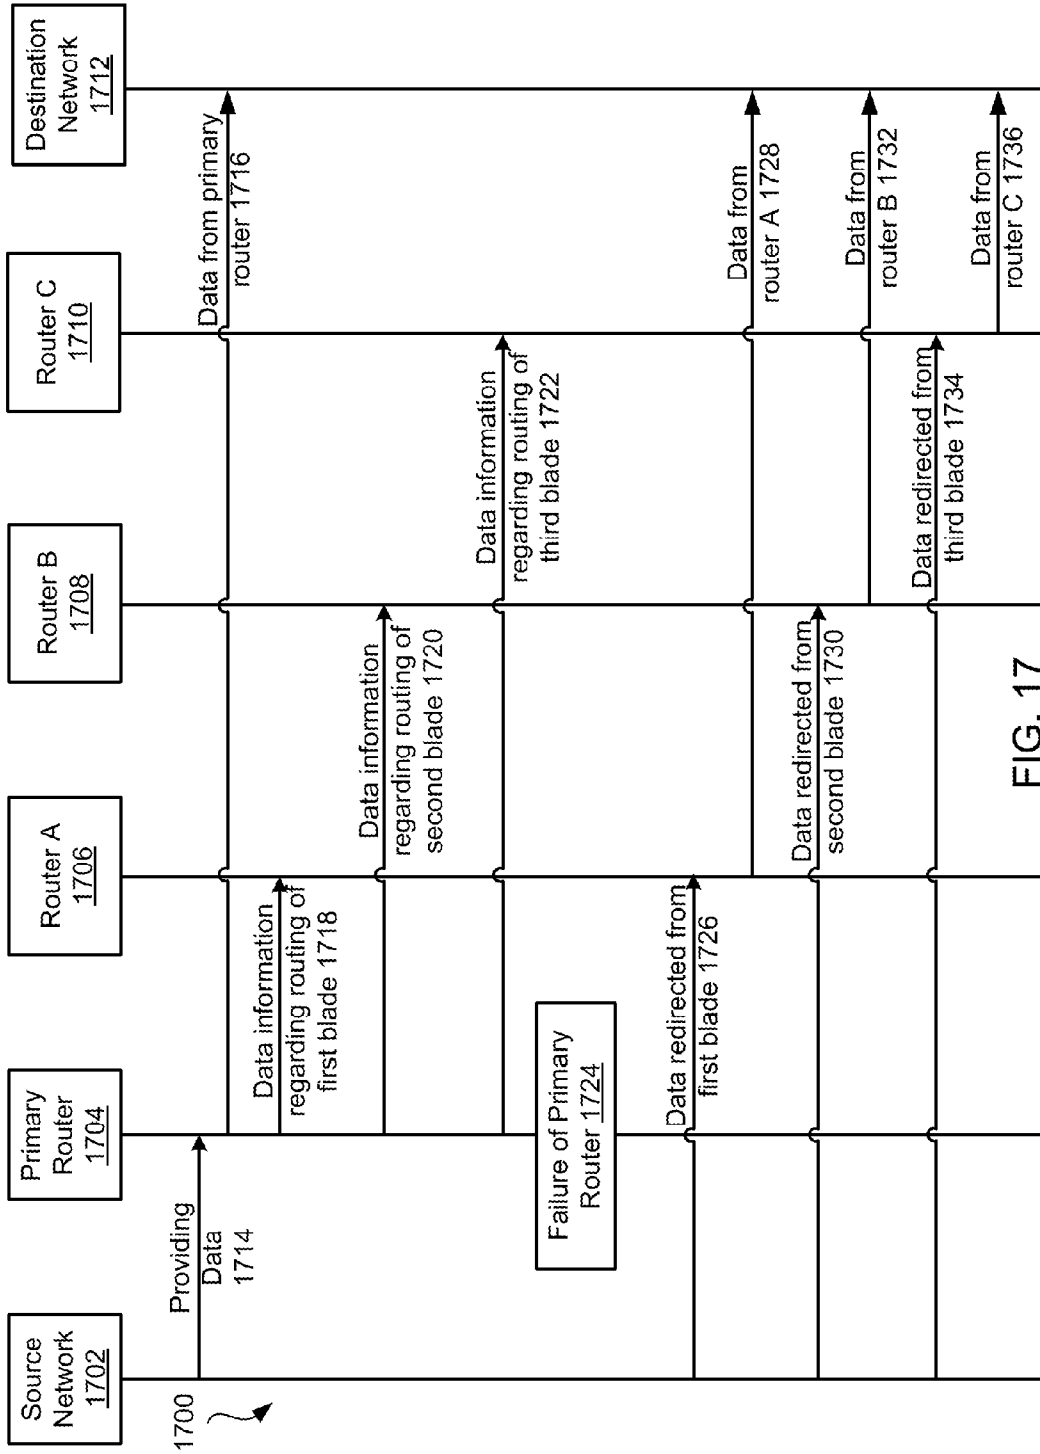 Source
Network
1702
Primary
Router
1704
Router A
1706
Router B
1708
Router C
1710
Destination
Network
1712
1700
Providing
Data
1714
Data from primary
router 1716
Data information
regarding routing of
first blade 1718
Data information
regarding routing of
second blade 1720
Data information
regarding routing of
third blade 1722
Failure of Primary
Router 1724
Data redirected from
first blade 1726
Data from
router A 1728
Data redirected from
second blade 1730
Data from
router B 1732
Data redirected from
third blade 1734
Data from
router C 1736
FIG. 17